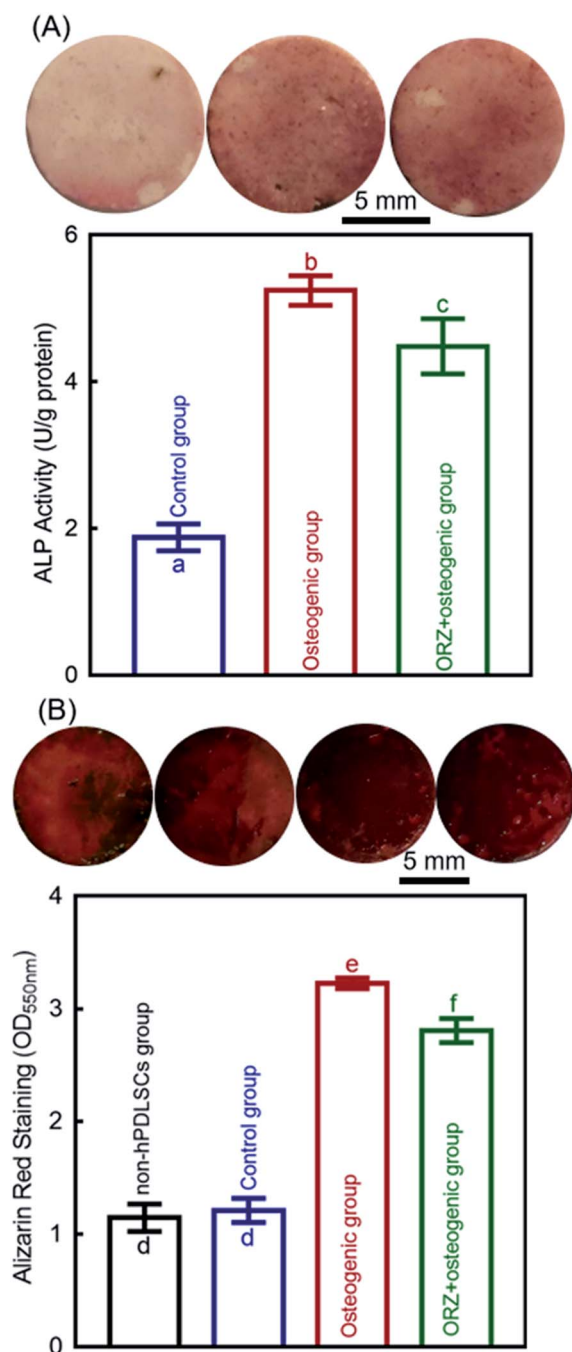 (A)
5 mm
6
4
2
0
ALP Activity (U/g protein)
a
Control group
b
Osteogenic group
c
ORZ+osteogenic group
(B)
5 mm
4
3
2
1
0
Alizarin Red Staining (OD550nm)
d
non-hPDLSCs group
d
Control group
e
Osteogenic group
f
ORZ+osteogenic group